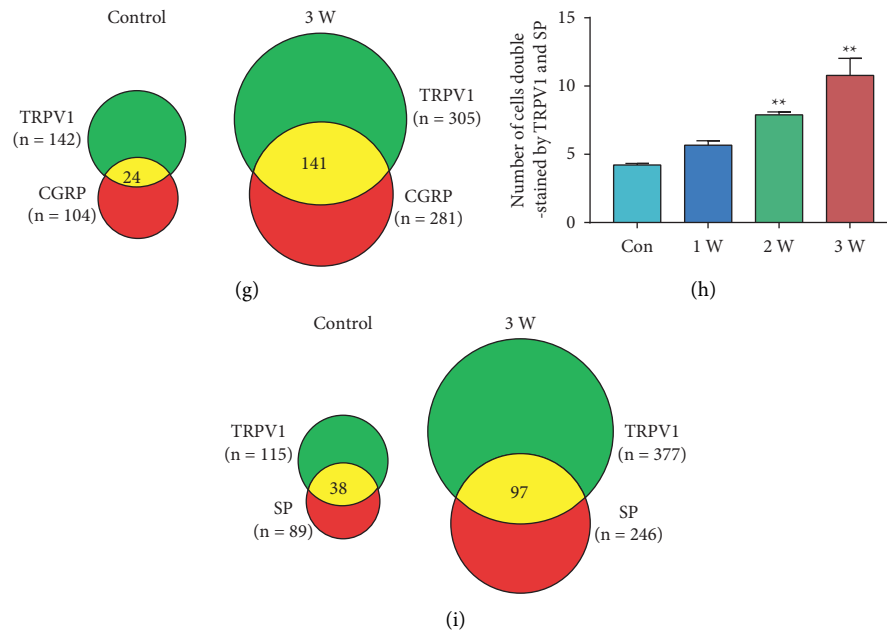 Control
3 W
TRPV1
(n = 142)
24
CGRP
(n = 104)
TRPV1
(n = 305)
141
CGRP
(n = 281)
(g)
Number of cells double
-stained by TRPV1 and SP
15
10
5
0
**
**
Con
1 W
2 W
3 W
(h)
Control
3 W
TRPV1
(n = 115)
38
SP
(n = 89)
TRPV1
(n = 377)
97
SP
(n = 246)
(i)